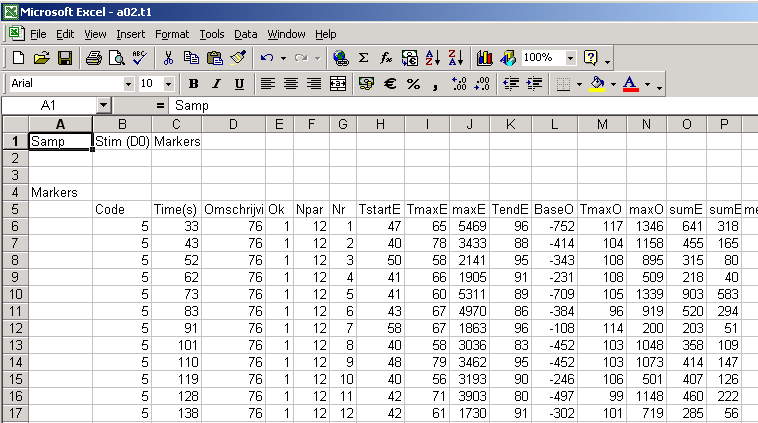 Microsoft Excel - a02.t1
File Edit View Insert Format Tools Data Window Help
ABC Σ fx A Z Z A 100% ?
Arial 10 B I U € % , A
A1 = Samp
A B C D E F G H I J K L M N O P
1 Samp Stim (D0) Markers
2
3
4 Markers
5 Code Time(s) Omschrijvi Ok Npar Nr TstartE TmaxE maxE TendE BaseO TmaxO maxO sumE sumE me
6 5 33 76 1 12 1 47 65 5469 96 -752 117 1346 641 318
7 5 43 76 1 12 2 40 78 3433 88 -414 104 1158 455 165
8 5 52 76 1 12 3 50 58 2141 95 -343 108 895 315 80
9 5 62 76 1 12 4 41 66 1905 91 -231 108 509 218 40
10 5 73 76 1 12 5 41 60 5311 89 -709 105 1339 903 583
11 5 83 76 1 12 6 43 67 4970 86 -384 96 919 520 294
12 5 91 76 1 12 7 58 67 1863 96 -108 114 200 203 51
13 5 101 76 1 12 8 40 58 3036 83 -452 103 1048 358 109
14 5 110 76 1 12 9 48 79 3462 95 -452 103 1073 414 147
15 5 119 76 1 12 10 40 56 3193 90 -246 106 501 407 126
16 5 128 76 1 12 11 42 71 3903 80 -497 99 1148 460 222
17 5 138 76 1 12 12 42 61 1730 91 -302 101 719 285 56